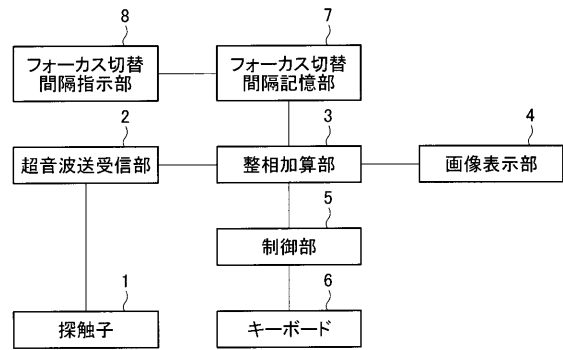 8
フォーカス切替
間隔指示部
7
フォーカス切替
間隔記憶部
2
超音波送受信部
3
整相加算部
4
画像表示部
5
制御部
1
探触子
6
キーボード